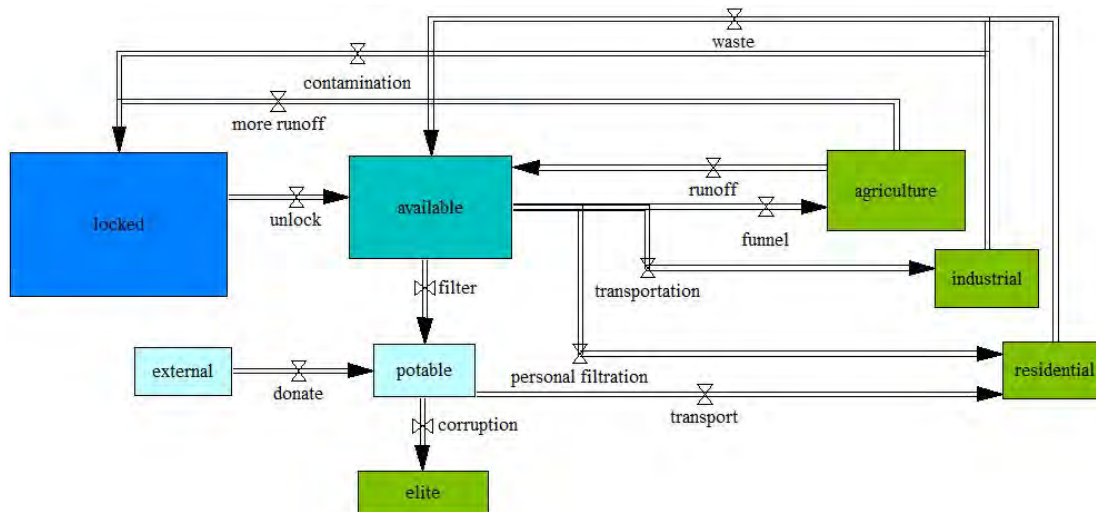 waste
contamination
more runoff
locked
unlock
available
runoff
agriculture
funnel
transportation
industrial
filter
external
donate
potable
personal filtration
residential
transport
corruption
elite